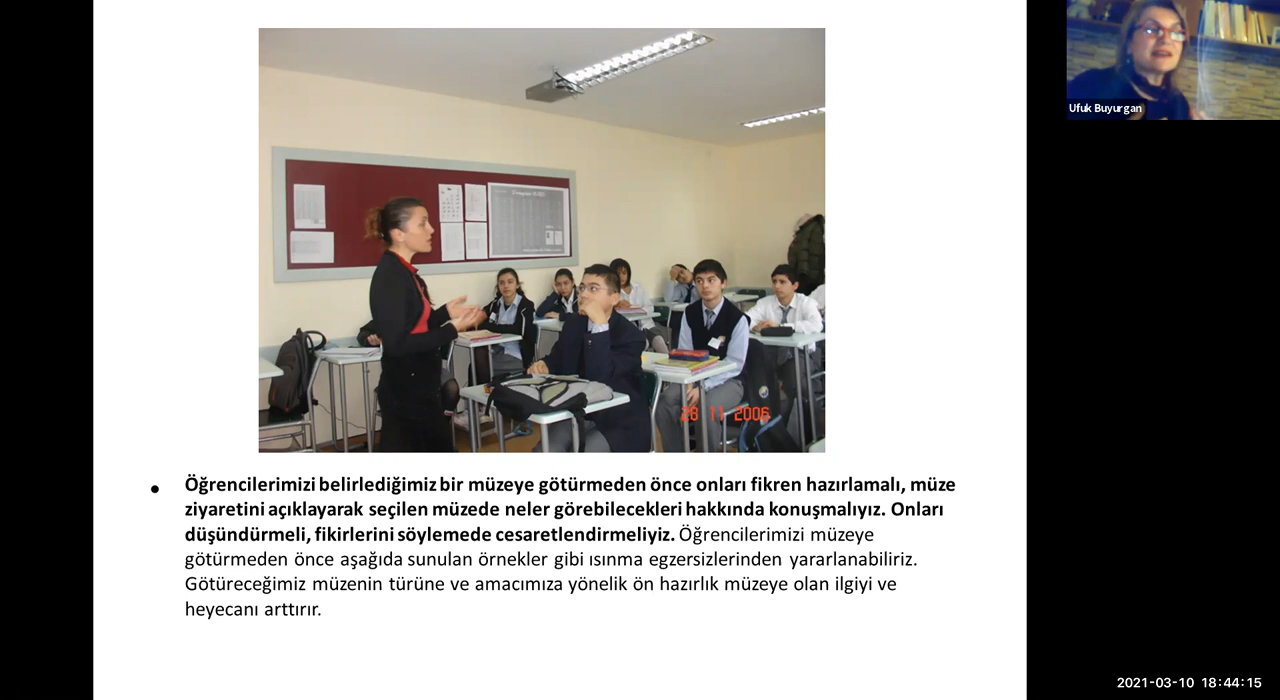 Ufuk Buyurgan
28 11 2006
• Öğrencilerimizi belirlediğimiz bir müzeye götürmeden önce onları fikren hazırlamalı, müze
ziyaretini açıklayarak seçilen müzede neler görebilecekleri hakkında konuşmalıyız. Onları
düşündürmeli, fikirlerini söylemede cesaretlendirmeliyiz. Öğrencilerimizi müzeye
götürmeden önce aşağıda sunulan örnekler gibi ısınma egzersizlerinden yararlanabiliriz.
Götüreceğimiz müzenin türüne ve amacımıza yönelik ön hazırlık müzeye olan ilgiyi ve
heyecanı arttırır.
2021-03-10 18:44:15